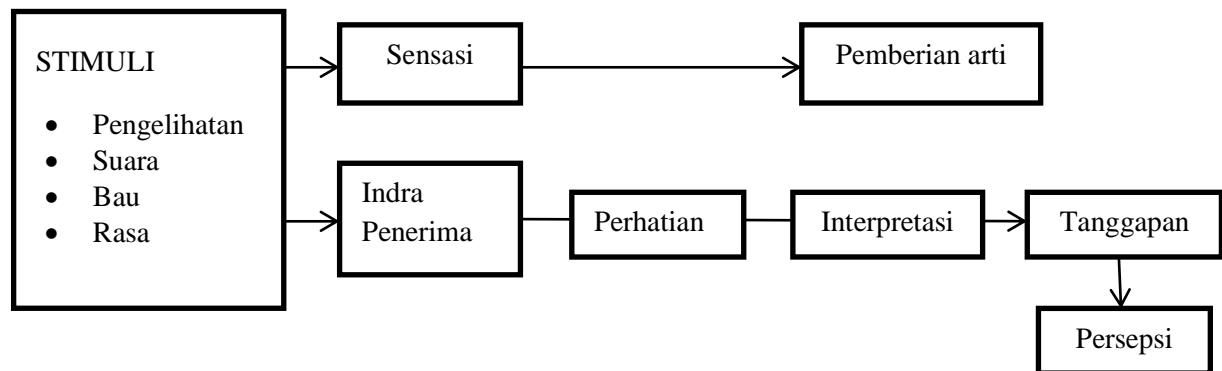 STIMULI
• Pengelihatan
• Suara
• Bau
• Rasa
Sensasi
Pemberian arti
Indra
Penerima
Perhatian
Interpretasi
Tanggapan
Persepsi